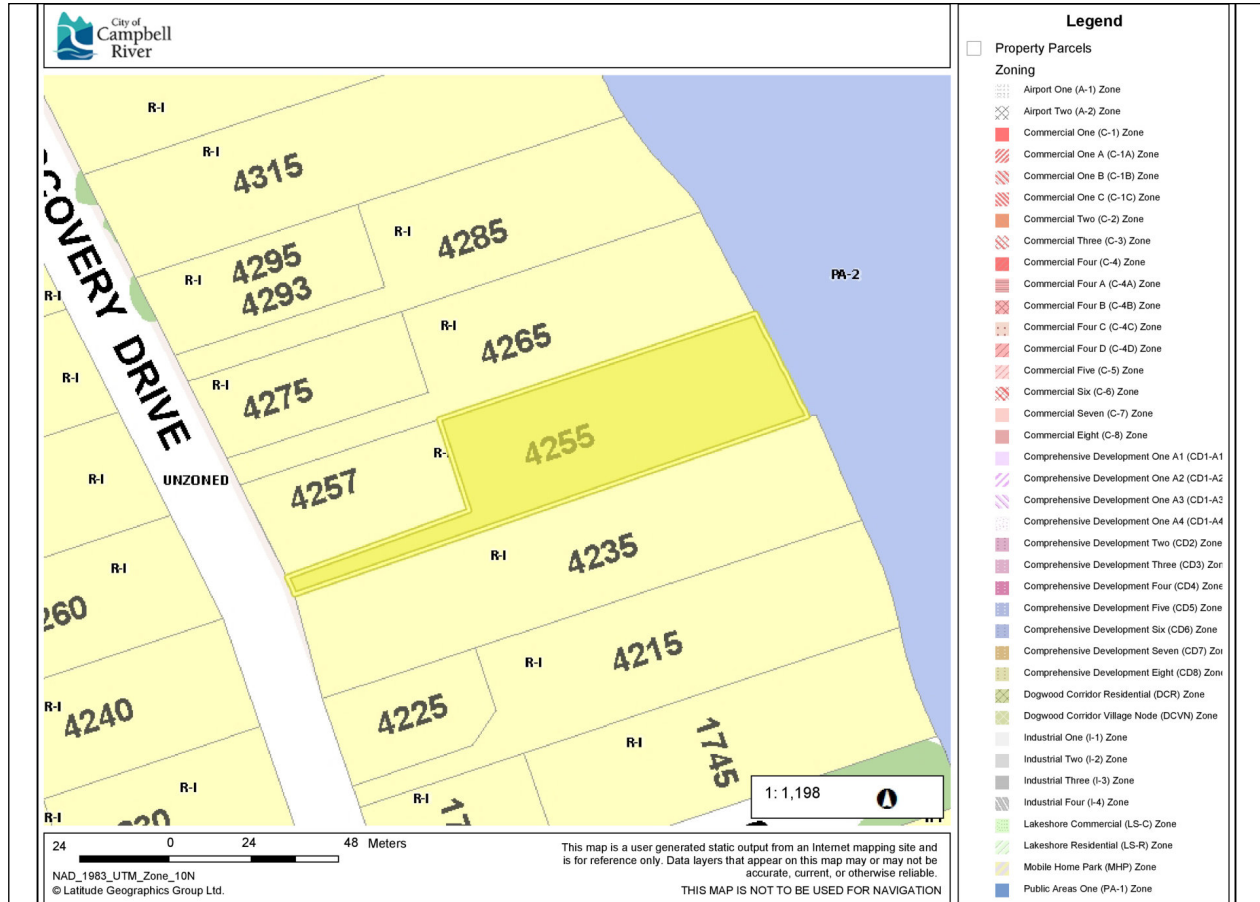 City of
Campbell
River
R-I
R-I
4315
COVERY DRIVE
R-I
4285
R-I
4295
4293
R-I
PA-2
R-I
4265
R-I
R-I
4275
4255
R-I
UNZONED
4257
R-I
4235
R-I
260
R-I
4215
R-I
4240
4225
R-I
1745
R-I
R-I
R-I
1: 1,198
24 0 24 48 Meters
NAD_1983_UTM_Zone_10N
© Latitude Geographics Group Ltd.
This map is a user generated static output from an Internet mapping site and
is for reference only. Data layers that appear on this map may or may not be
accurate, current, or otherwise reliable.
THIS MAP IS NOT TO BE USED FOR NAVIGATION
Legend
Property Parcels
Zoning
Airport One (A-1) Zone
Airport Two (A-2) Zone
Commercial One (C-1) Zone
Commercial One A (C-1A) Zone
Commercial One B (C-1B) Zone
Commercial One C (C-1C) Zone
Commercial Two (C-2) Zone
Commercial Three (C-3) Zone
Commercial Four (C-4) Zone
Commercial Four A (C-4A) Zone
Commercial Four B (C-4B) Zone
Commercial Four C (C-4C) Zone
Commercial Four D (C-4D) Zone
Commercial Five (C-5) Zone
Commercial Six (C-6) Zone
Commercial Seven (C-7) Zone
Commercial Eight (C-8) Zone
Comprehensive Development One A1 (CD1-A1
Comprehensive Development One A2 (CD1-A2
Comprehensive Development One A3 (CD1-A3
Comprehensive Development One A4 (CD1-A4
Comprehensive Development Two (CD2) Zone
Comprehensive Development Three (CD3) Zon
Comprehensive Development Four (CD4) Zone
Comprehensive Development Five (CD5) Zone
Comprehensive Development Six (CD6) Zone
Comprehensive Development Seven (CD7) Zo
Comprehensive Development Eight (CD8) Zon
Dogwood Corridor Residential (DCR) Zone
Dogwood Corridor Village Node (DCVN) Zone
Industrial One (I-1) Zone
Industrial Two (I-2) Zone
Industrial Three (I-3) Zone
Industrial Four (I-4) Zone
Lakeshore Commercial (LS-C) Zone
Lakeshore Residential (LS-R) Zone
Mobile Home Park (MHP) Zone
Public Areas One (PA-1) Zone